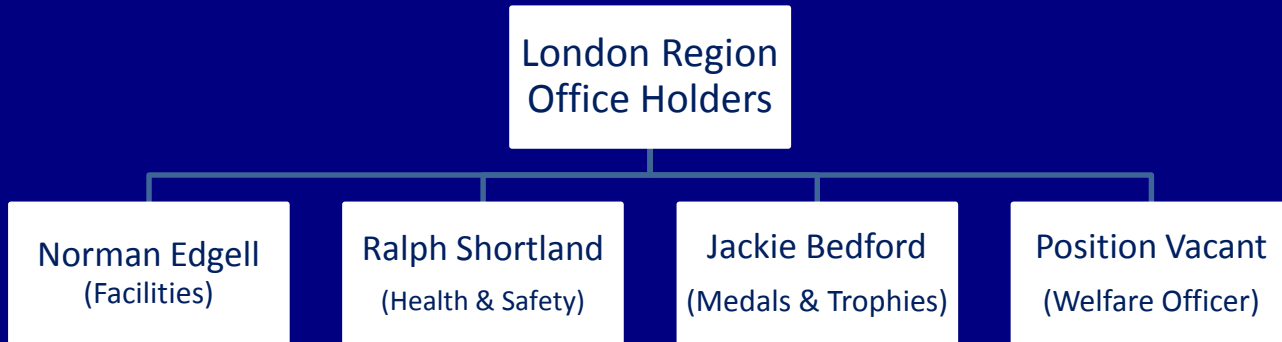 London Region
Office Holders
Norman Edgell
(Facilities)
Ralph Shortland
(Health & Safety)
Jackie Bedford
(Medals & Trophies)
Position Vacant
(Welfare Officer)